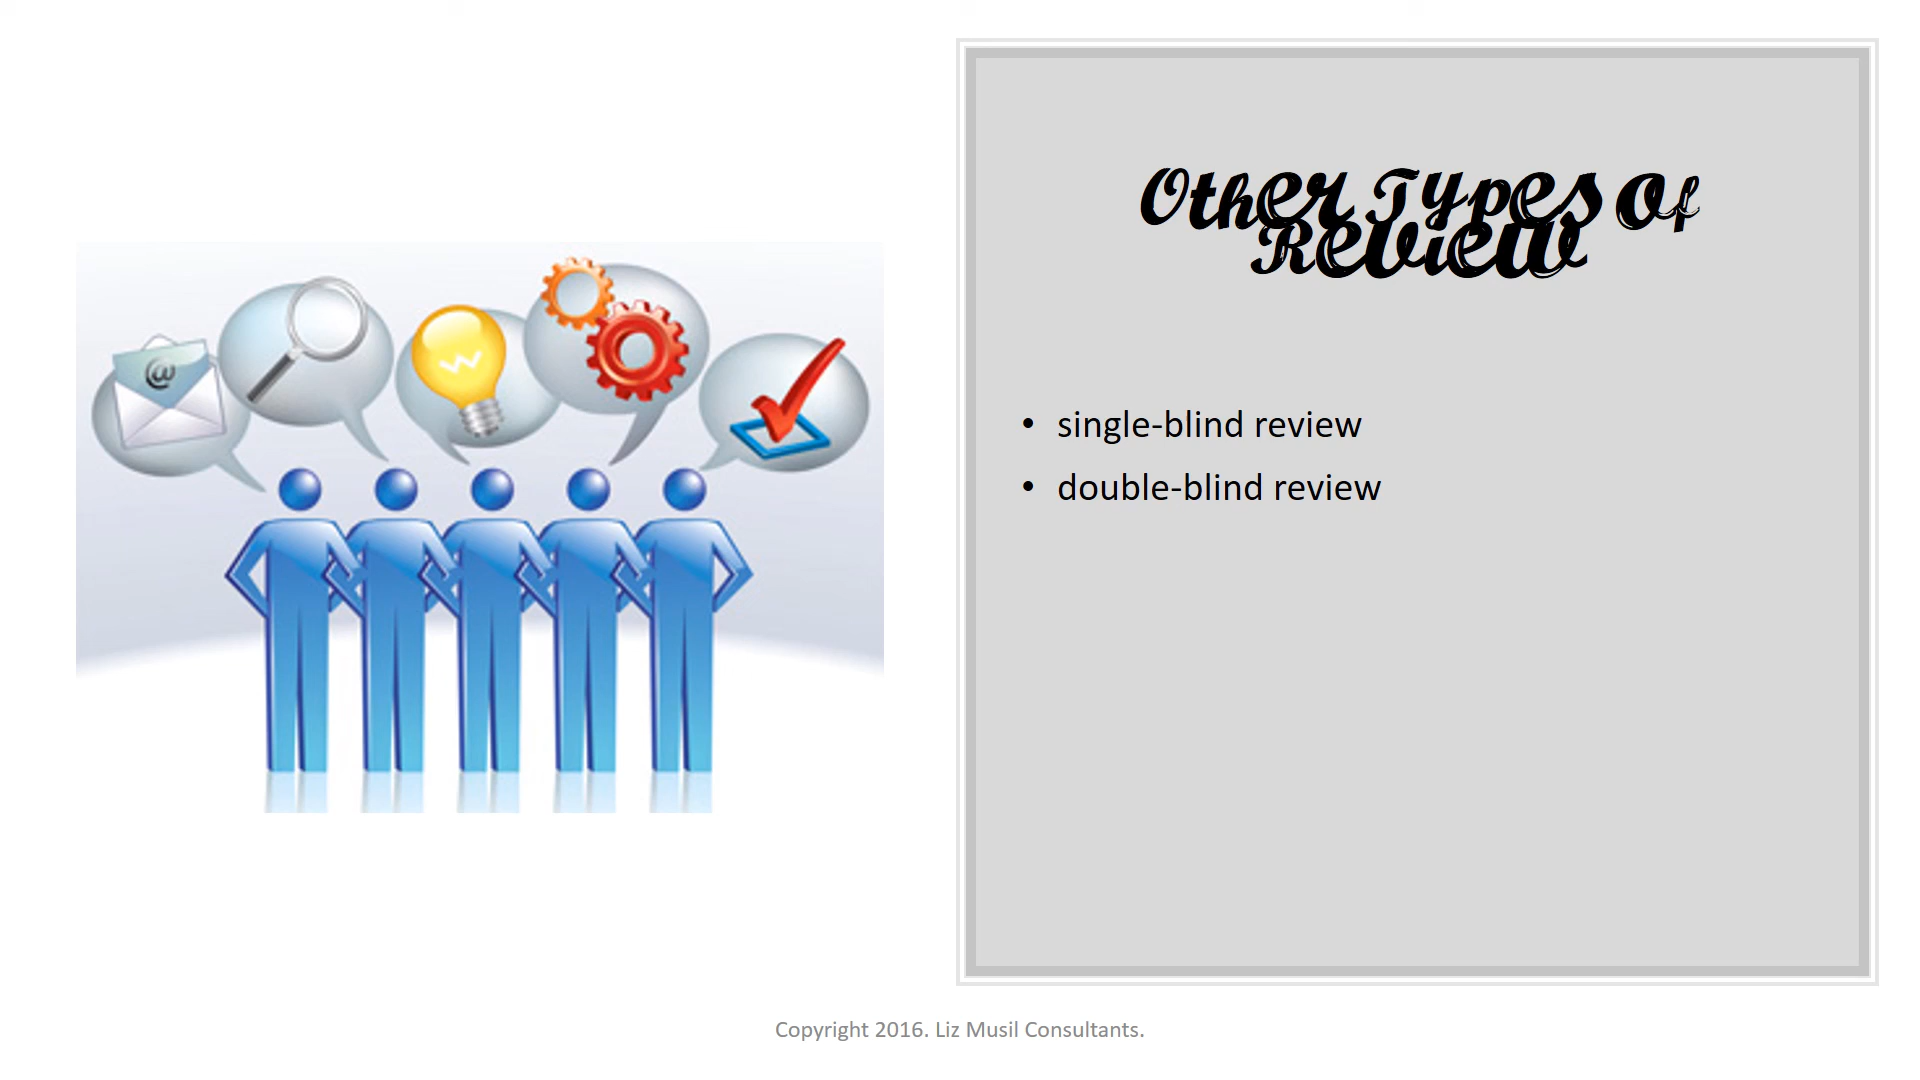 Other Types of
Review
• single-blind review
• double-blind review
@
Copyright 2016. Liz Musil Consultants.